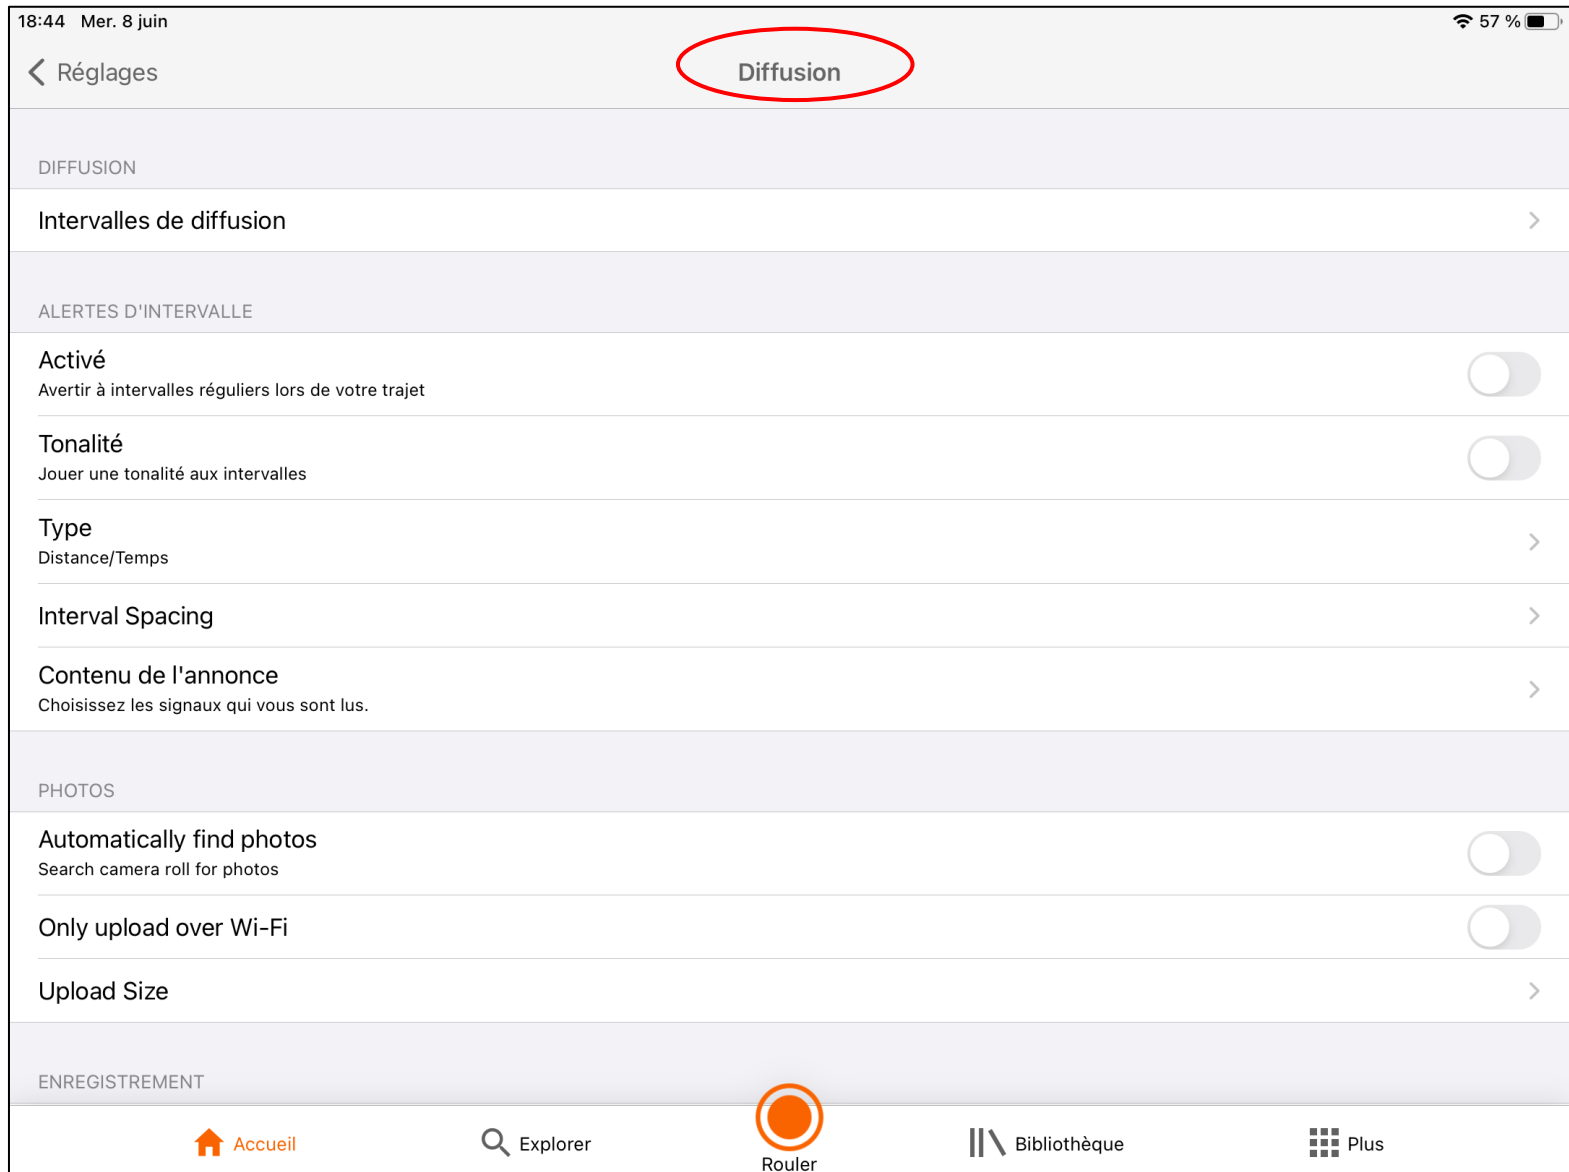 18:44 Mer. 8 juin 57 %
Réglages
Diffusion
DIFFUSION
Intervalles de diffusion
ALERTES D'INTERVALLE
Activé
Avertir à intervalles réguliers lors de votre trajet
Tonalité
Jouer une tonalité aux intervalles
Type
Distance/Temps
Interval Spacing
Contenu de l'annonce
Choisissez les signaux qui vous sont lus.
PHOTOS
Automatically find photos
Search camera roll for photos
Only upload over Wi-Fi
Upload Size
ENREGISTREMENT
Accueil
Explorer
Rouler
Bibliothèque
Plus